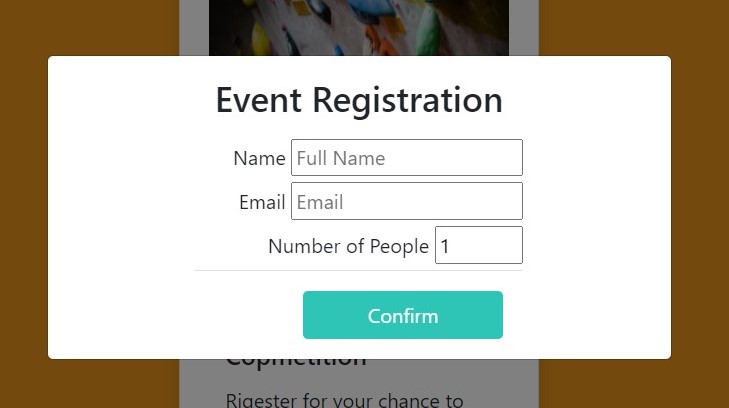 Event Registration
Name Full Name
Email Email
Number of People 1
Confirm
Copmetition
Rigester for your chance to